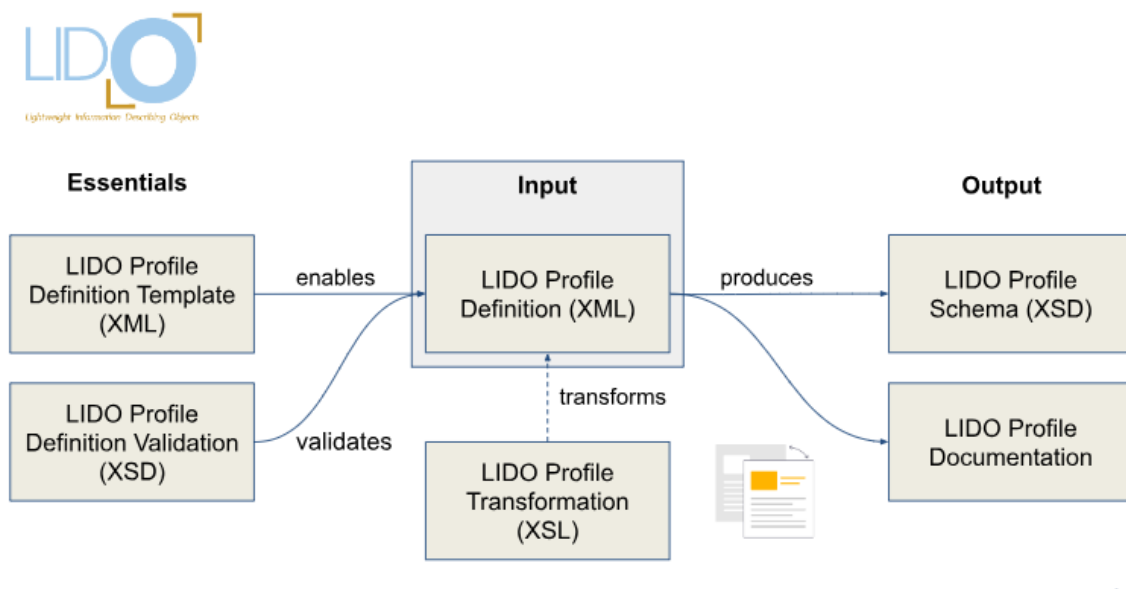 LIDO
Lightweight Information Describing Objects
Essentials
Input
Output
LIDO Profile
Definition Template
(XML)
enables
LIDO Profile
Definition (XML)
produces
LIDO Profile
Schema (XSD)
LIDO Profile
Definition Validation
(XSD)
validates
transforms
LIDO Profile
Transformation
(XSL)
LIDO Profile
Documentation